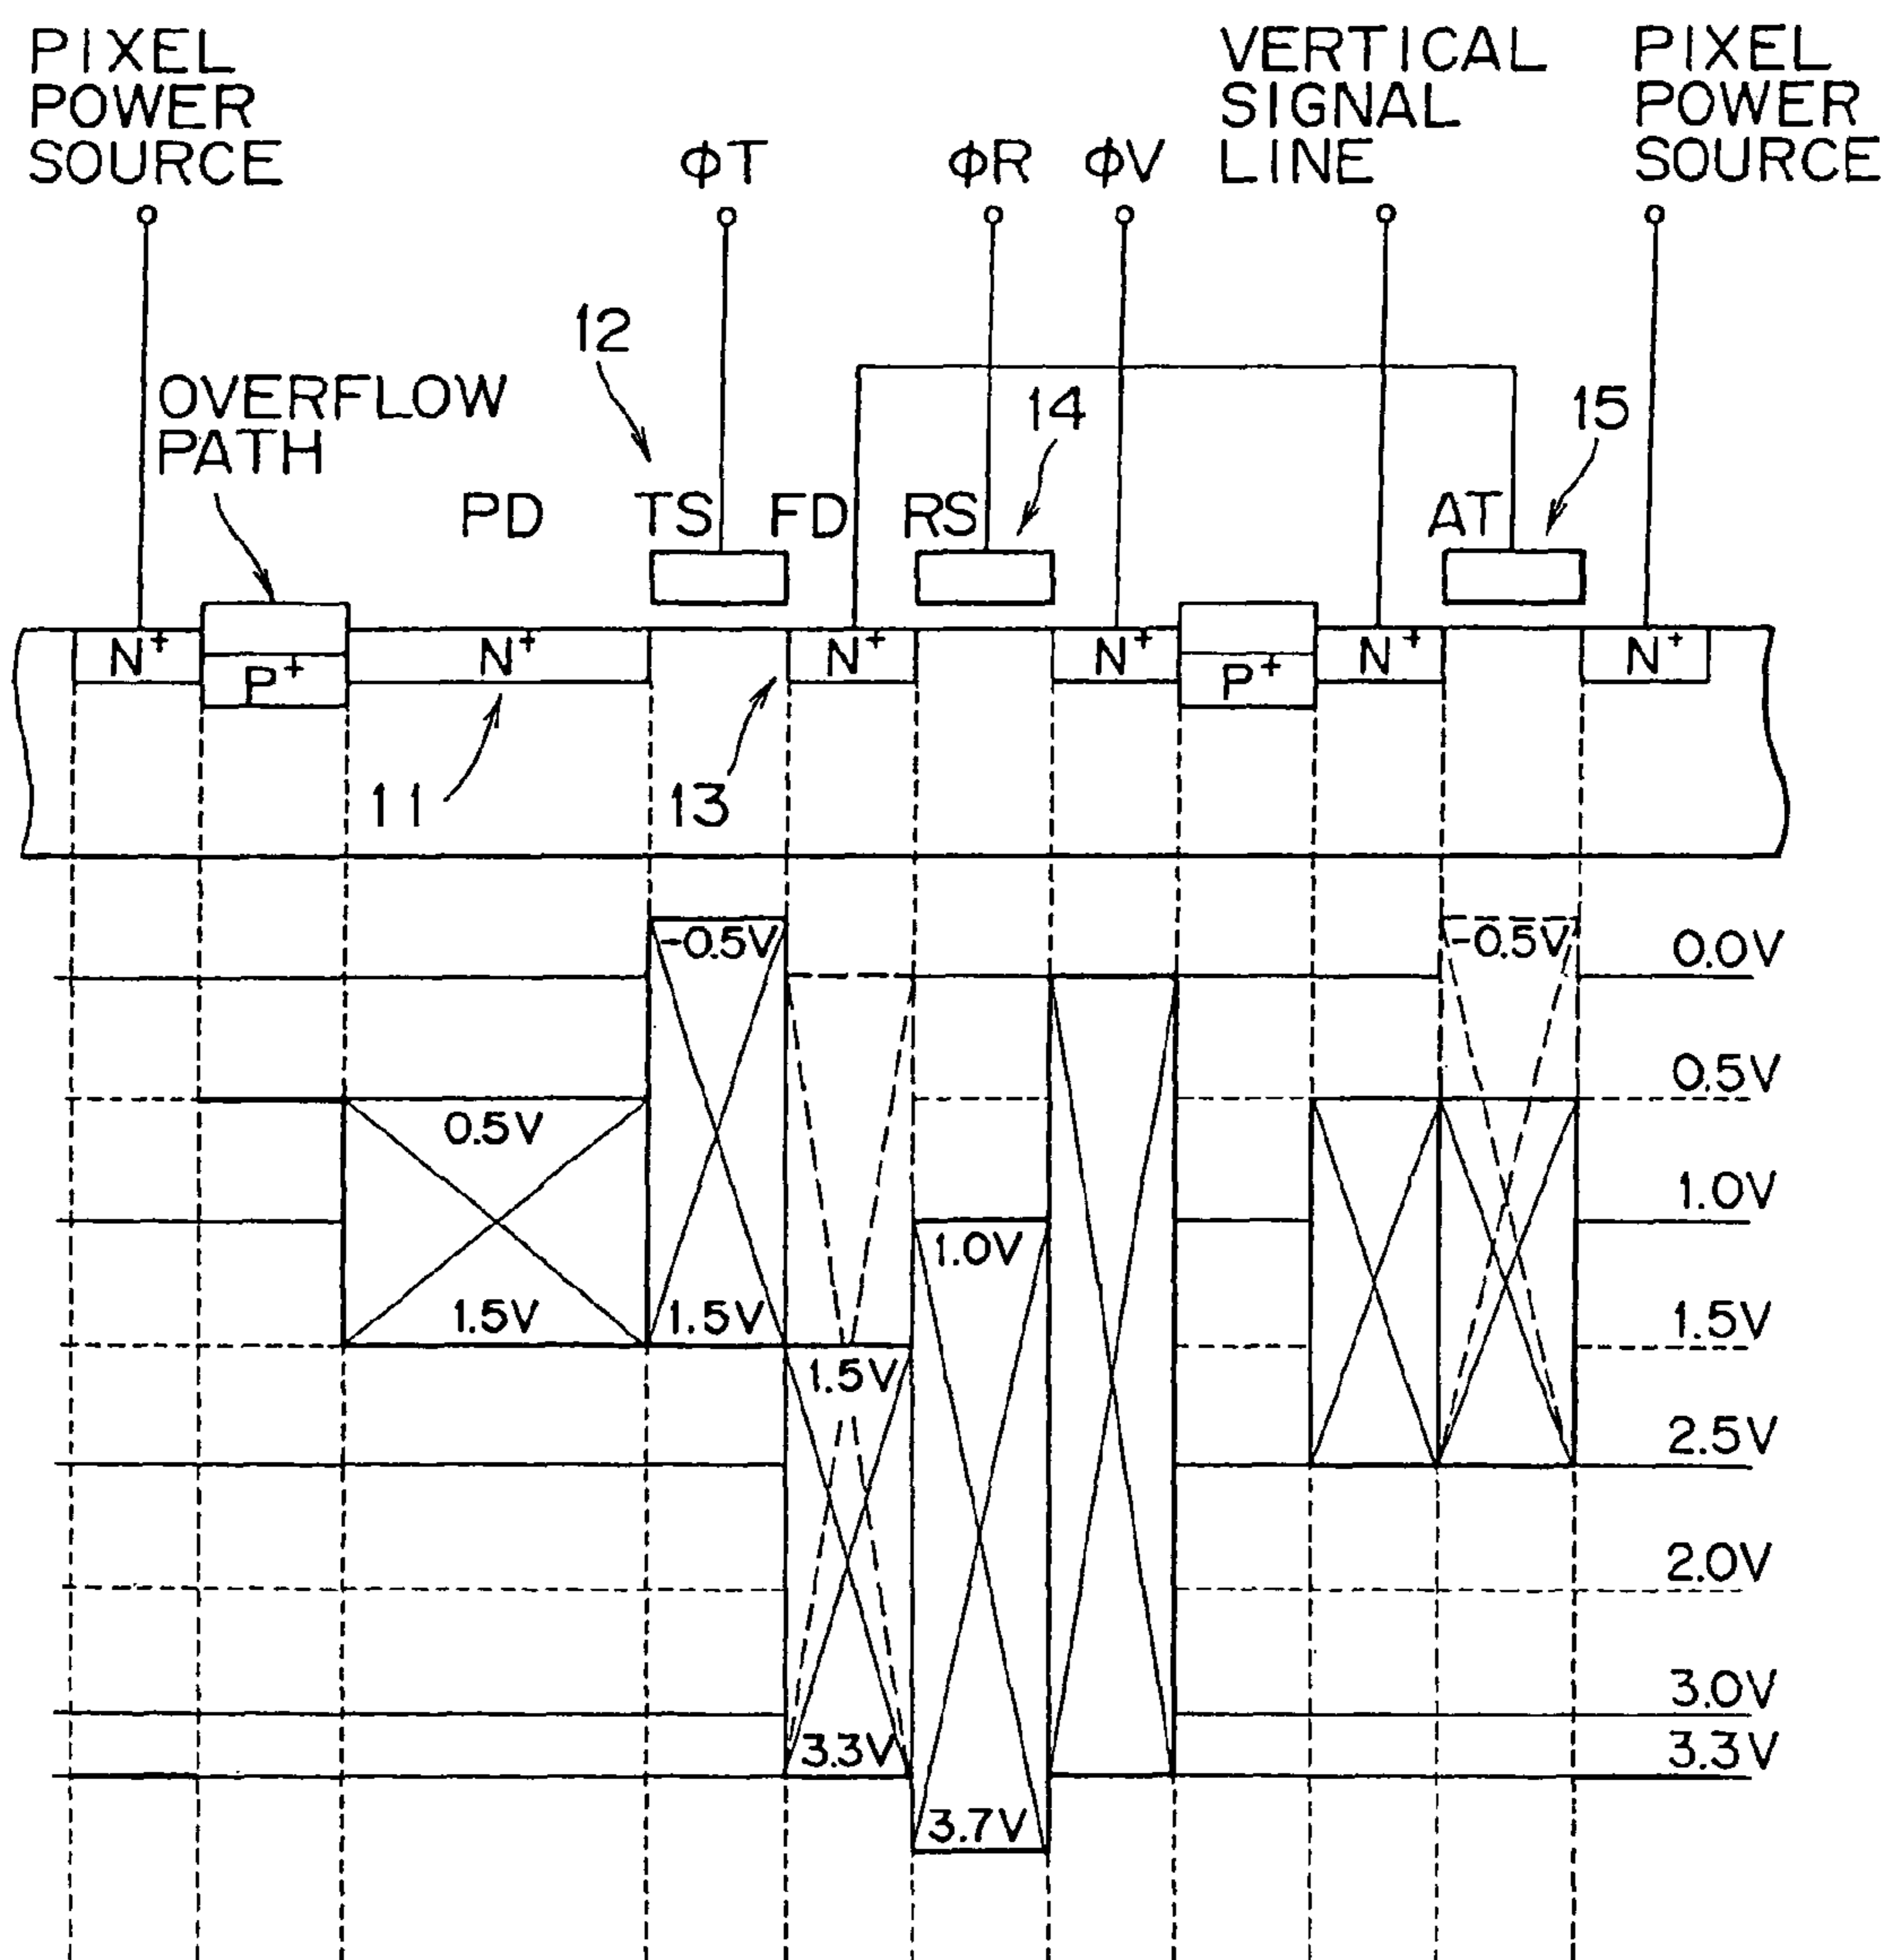 PIXEL
POWER
SOURCE
φT
φR
φV
VERTICAL
SIGNAL
LINE
PIXEL
POWER
SOURCE
OVERFLOW
PATH
12
14
15
PD
TS
FD
RS
AT
N+
P+
N+
N+
N+
P+
N+
N+
11
13
-0.5V
-0.5V
0.0V
0.5V
0.5V
1.0V
1.0V
1.5V
1.5V
1.5V
1.5V
2.5V
2.0V
3.0V
3.3V
3.3V
3.7V